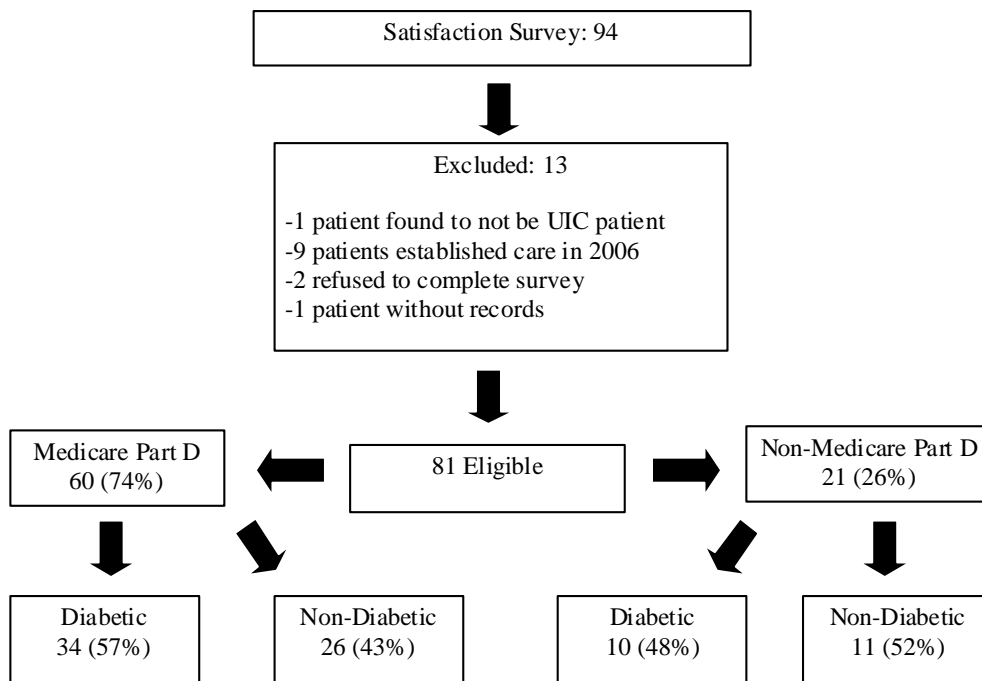 Satisfaction Survey: 94
Excluded: 13
-1 patient found to not be UIC patient
-9 patients established care in 2006
-2 refused to complete survey
-1 patient without records
Medicare Part D
60 (74%)
81 Eligible
Non-Medicare Part D
21 (26%)
Diabetic
34 (57%)
Non-Diabetic
26 (43%)
Diabetic
10 (48%)
Non-Diabetic
11 (52%)